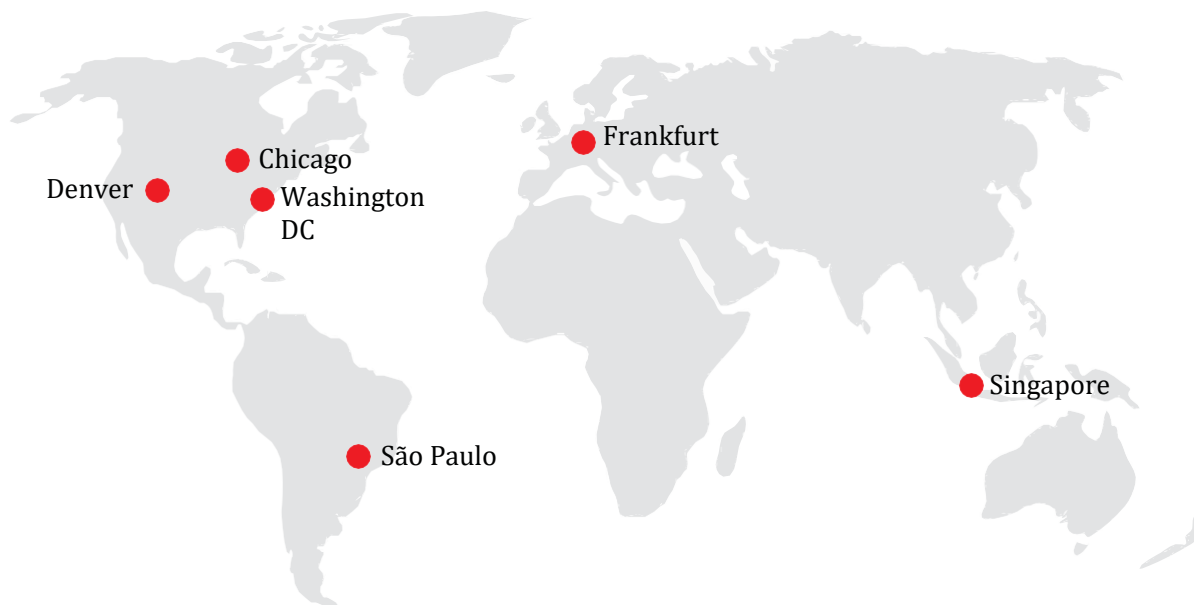 Frankfurt
Chicago
Denver
Washington
DC
Singapore
São Paulo